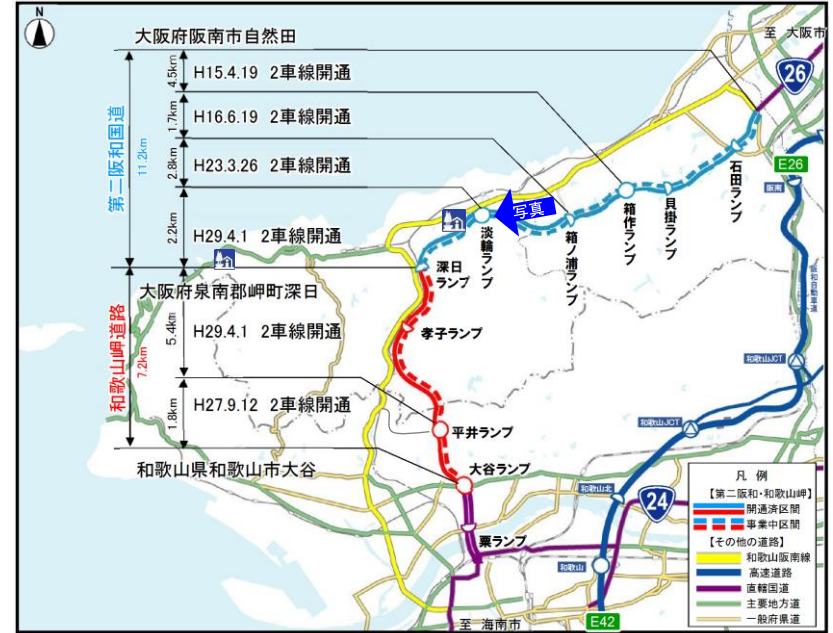 N
大阪府阪南市自然田
至 大阪市
26
4.5km
H15.4.19 2車線開通
1.7km
H16.6.19 2車線開通
第二阪和国道
11.2km
2.8km
H23.3.26 2車線開通
2.2km
H29.4.1 2車線開通
石田ランプ
E26
阪南
貝掛ランプ
箱作ランプ
写真
箱ノ浦ランプ
淡輪ランプ
深日
ランプ
阪和自動車道
大阪府泉南郡岬町深日
和歌山岬道路
7.2km
5.4km
H29.4.1 2車線開通
孝子ランプ
和歌山JCT
1.8km
H27.9.12 2車線開通
平井ランプ
和歌山JCT
和歌山県和歌山市大谷
大谷ランプ
和歌山北
24
粟ランプ
和歌山
至 海南市
E42
凡 例
【第二阪和・和歌山岬】
開通済区間
事業中区間
【その他の道路】
和歌山阪南線
高速道路
直轄国道
主要地方道
一般府県道